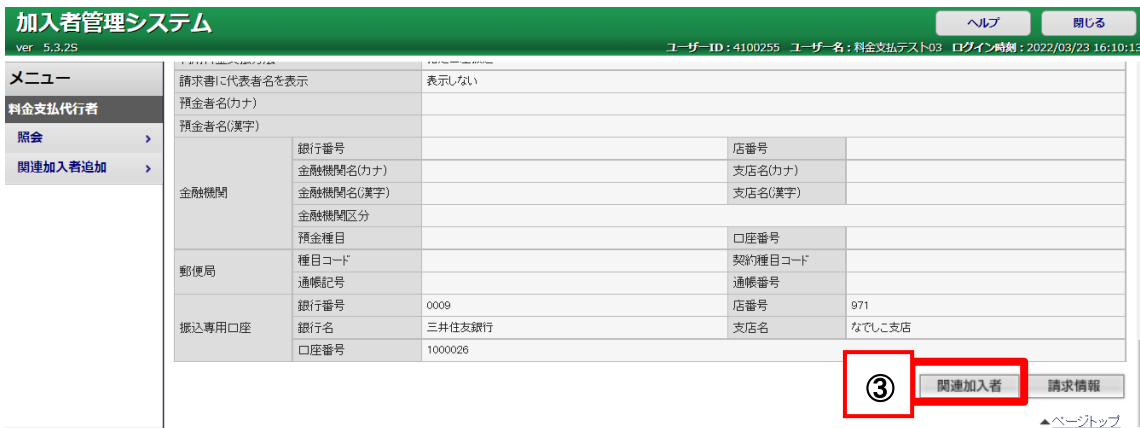 加入者管理システム
ver 5.3.2S
ヘルプ 閉じる
ユーザーID：4100255 ユーザー名：料金支払テスト03 ログイン時刻：2022/03/23 16:10:13
メニュー
料金支払代行者
照会 ›
関連加入者追加 ›
請求書に代表者名を表示 表示しない
預金者名(カナ)
預金者名(漢字)
金融機関
銀行番号 店番号
金融機関名(カナ) 支店名(カナ)
金融機関名(漢字) 支店名(漢字)
金融機関区分
預金種目 口座番号
郵便局
種目コード 契約種目コード
通帳記号 通帳番号
振込専用口座
銀行番号 0009 店番号 971
銀行名 三井住友銀行 支店名 なでしこ支店
口座番号 1000026
③ 関連加入者 請求情報
▲ページトップ